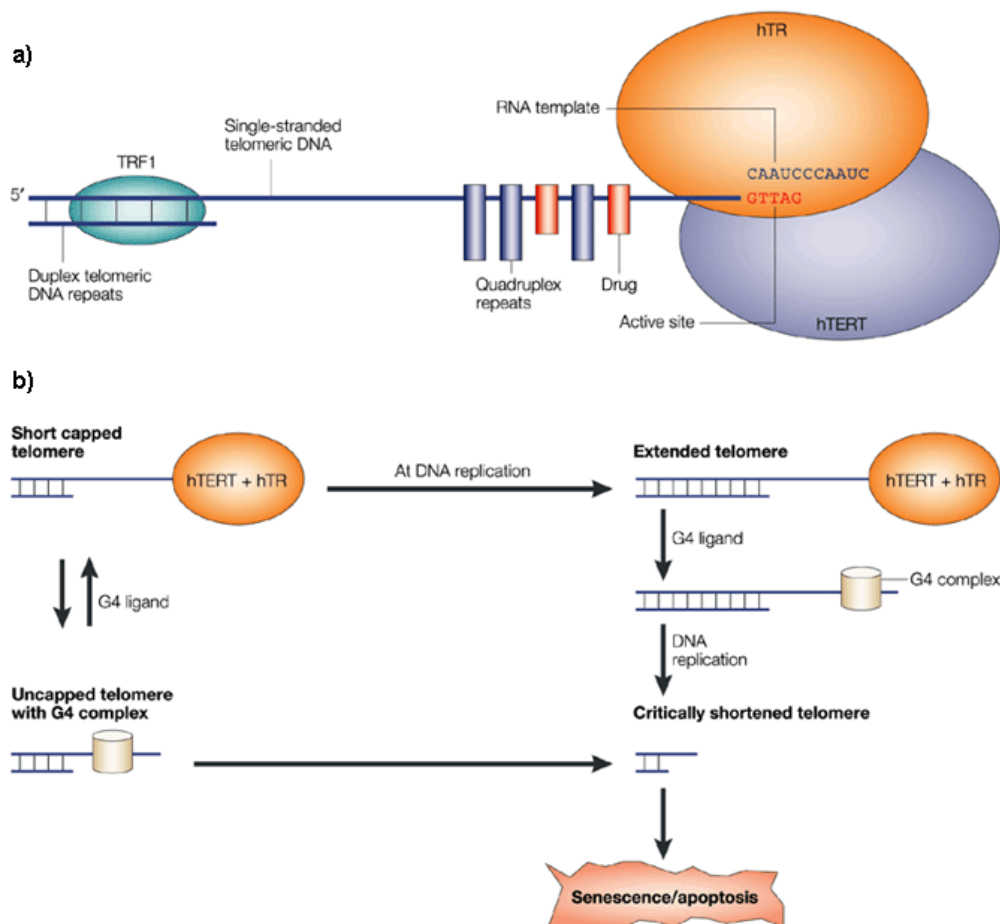 a)
hTR
RNA template
Single-stranded
telomeric DNA
TRF1
5′
CAAUCCCAAUC
GTTAG
Duplex telomeric
DNA repeats
Quadruplex
repeats
Drug
Active site
hTERT
b)
Short capped
telomere
hTERT + hTR
At DNA replication
Extended telomere
hTERT + hTR
G4 ligand
G4 ligand
G4 complex
DNA
replication
Uncapped telomere
with G4 complex
Critically shortened telomere
Senescence/apoptosis